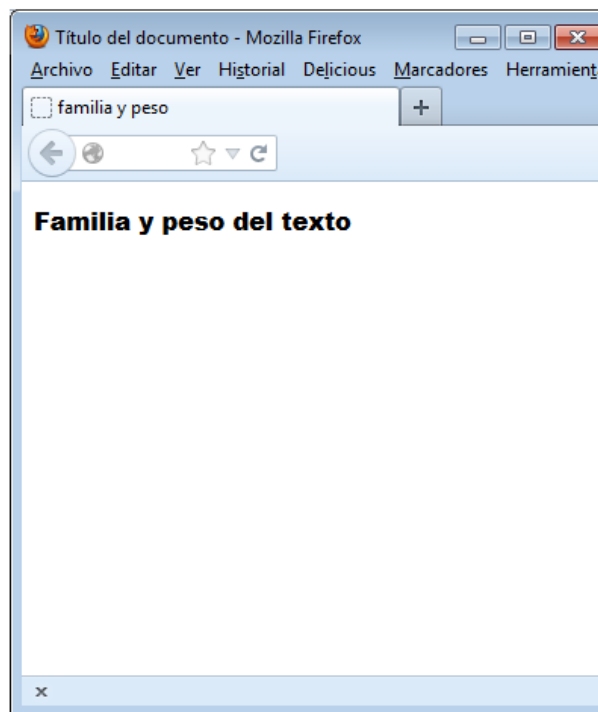 Título del documento - Mozilla Firefox
Archivo Editar Ver Historial Delicious Marcadores Herramient
familia y peso
Familia y peso del texto